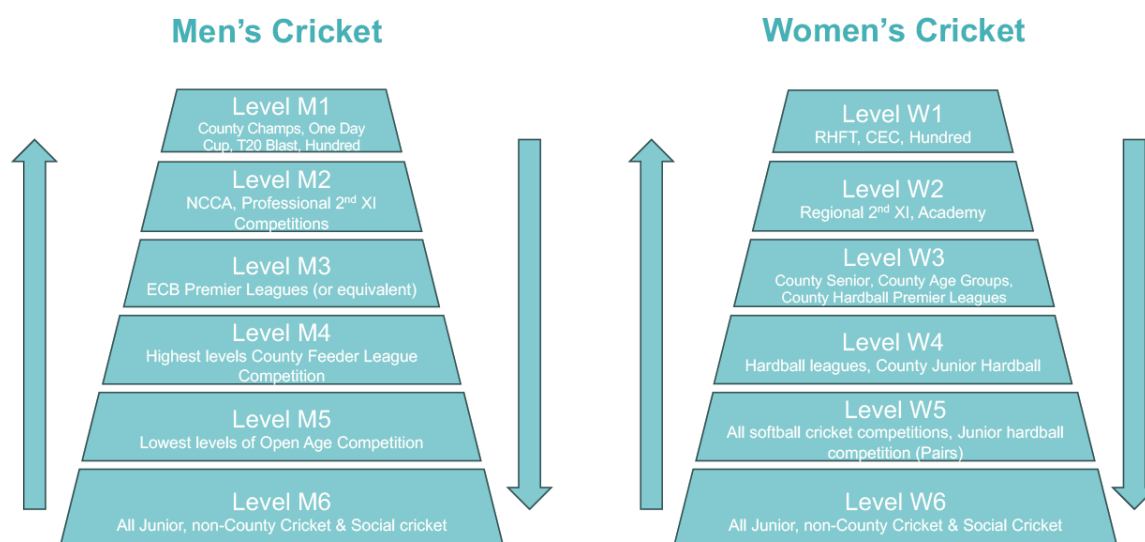 Men's Cricket
Level M1
County Champs, One Day
Cup, T20 Blast, Hundred
Level M2
NCCA, Professional 2nd XI
Competitions
Level M3
ECB Premier Leagues (or equivalent)
Level M4
Highest levels County Feeder League
Competition
Level M5
Lowest levels of Open Age Competition
Level M6
All Junior, non-County Cricket & Social cricket
Women's Cricket
Level W1
RHFT, CEC, Hundred
Level W2
Regional 2nd XI, Academy
Level W3
County Senior, County Age Groups,
County Hardball Premier Leagues
Level W4
Hardball leagues, County Junior Hardball
Level W5
All softball cricket competitions, Junior hardball
competition (Pairs)
Level W6
All Junior, non-County Cricket & Social Cricket